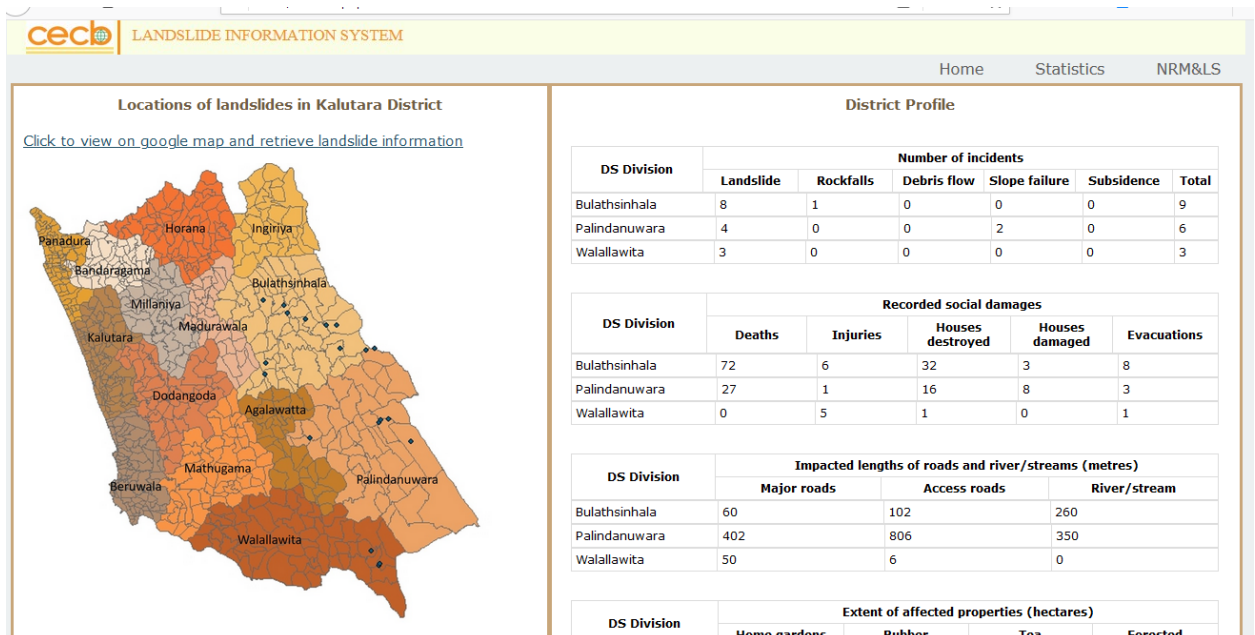 cecb LANDSLIDE INFORMATION SYSTEM
Home Statistics NRM&LS
Locations of landslides in Kalutara District
Click to view on google map and retrieve landslide information
Horana
Ingiriya
Panadura
Bandaragama
Bulathsinhala
Millaniya
Madurawala
Kalutara
Dodangoda
Agalawatta
Mathugama
Palindanuwara
Beruwala
Walallawita
District Profile
DS Division Number of incidents
Landslide Rockfalls Debris flow Slope failure Subsidence Total
Bulathsinhala 8 1 0 0 0 9
Palindanuwara 4 0 0 2 0 6
Walallawita 3 0 0 0 0 3
DS Division Recorded social damages
Deaths Injuries Houses destroyed Houses damaged Evacuations
Bulathsinhala 72 6 32 3 8
Palindanuwara 27 1 16 8 3
Walallawita 0 5 1 0 1
DS Division Impacted lengths of roads and river/streams (metres)
Major roads Access roads River/stream
Bulathsinhala 60 102 260
Palindanuwara 402 806 350
Walallawita 50 6 0
DS Division Extent of affected properties (hectares)
Home gardens Rubber Tea Forested